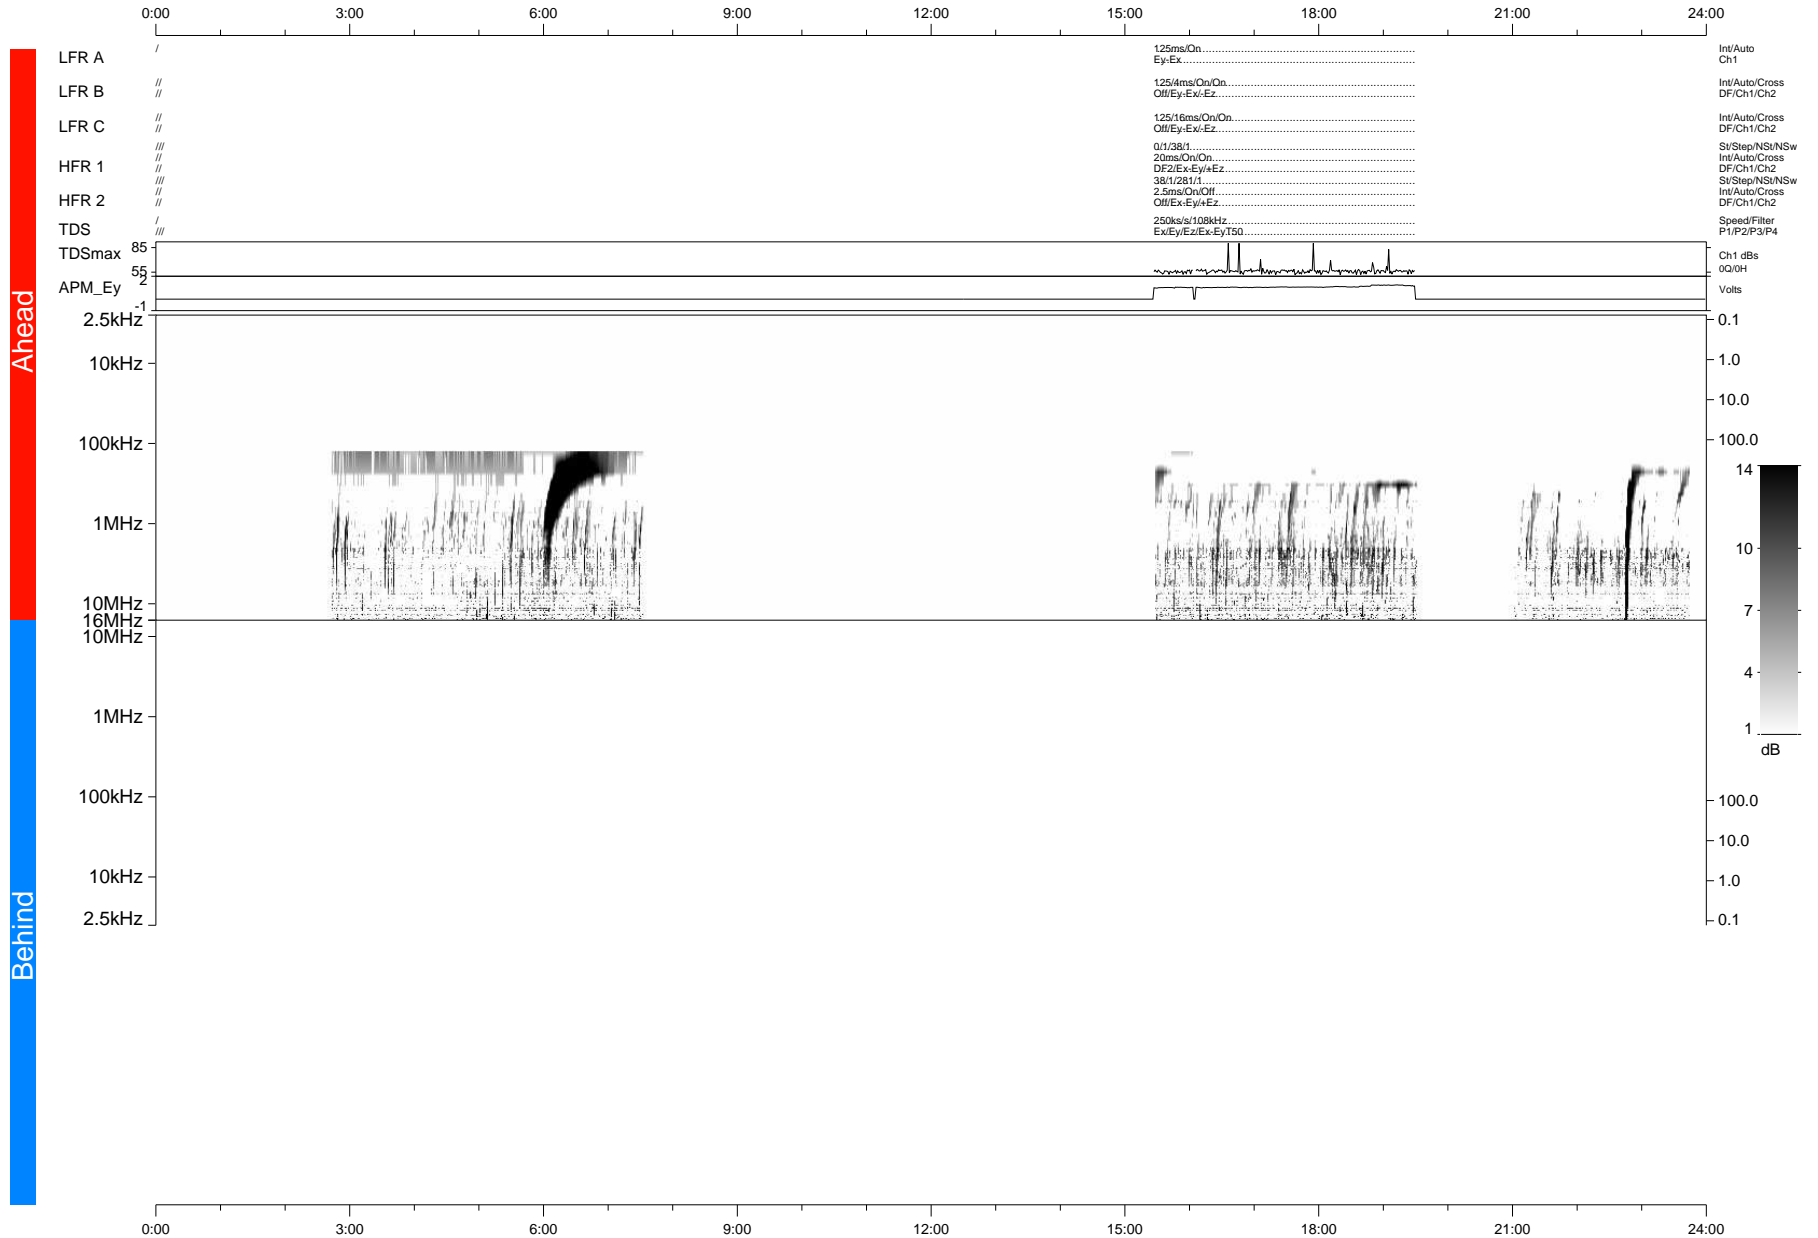 0:00 3:00 6:00 9:00 12:00 15:00 18:00 21:00 24:00
LFR A / 1.25ms/On Int/Auto
Ey-Ex Ch1
LFR B // 1.25/4ms/On/On Int/Auto/Cross
// Off/Ey-Ex/-Ez DF/Ch1/Ch2
LFR C // 1.25/16ms/On/On Int/Auto/Cross
// Off/Ey-Ex/-Ez DF/Ch1/Ch2
/// 0/1/38/1 St/Step/NSt/NSw
HFR 1 // 20ms/On/On Int/Auto/Cross
// DF2/Ex-Ey/+Ez DF/Ch1/Ch2
/// 38/1/281/1 St/Step/NSt/NSw
HFR 2 // 2.5ms/On/Off Int/Auto/Cross
// Off/Ex-Ey/+Ez DF/Ch1/Ch2
TDS / 250ks/s/108kHz Speed/Filter
/// Ex/Ey/Ez/Ex-EyT50 P1/P2/P3/P4
TDSmax 85 Ch1 dBs
55 0Q/0H
APM_Ey 2 Volts
-1
2.5kHz 0.1
10kHz 1.0
10.0
100kHz 100.0
1MHz
10MHz
16MHz
10MHz
1MHz
100kHz 100.0
10.0
10kHz 1.0
2.5kHz 0.1
14
10
7
4
1
dB
Ahead
Behind
0:00 3:00 6:00 9:00 12:00 15:00 18:00 21:00 24:00